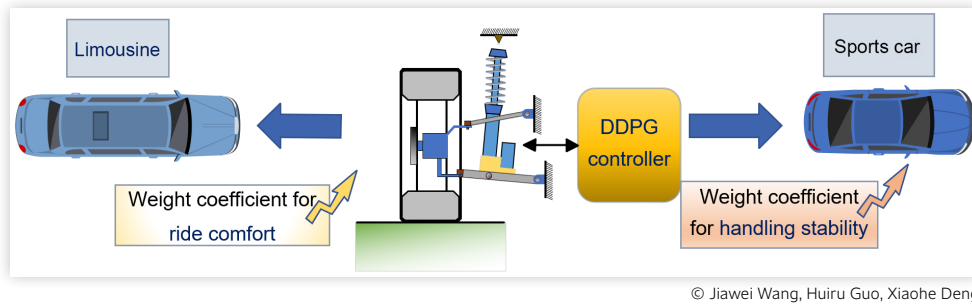 Limousine
Sports car
DDPG
controller
Weight coefficient for
ride comfort
Weight coefficient
for handling stability
© Jiawei Wang, Huiru Guo, Xiaohe Deng